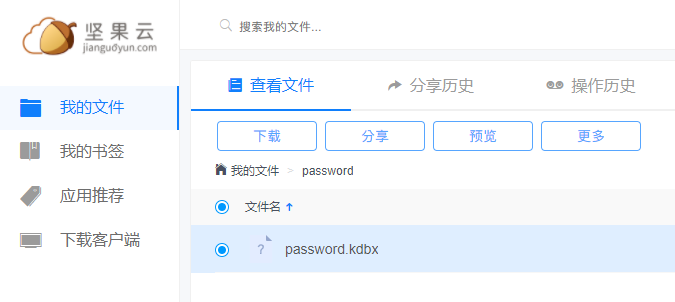 坚果云
jiangudyun.com
搜索我的文件...
我的文件
我的书签
应用推荐
下载客户端
查看文件
分享历史
操作历史
下载
分享
预览
更多
我的文件 > password
文件名 ↑
? password.kdbx